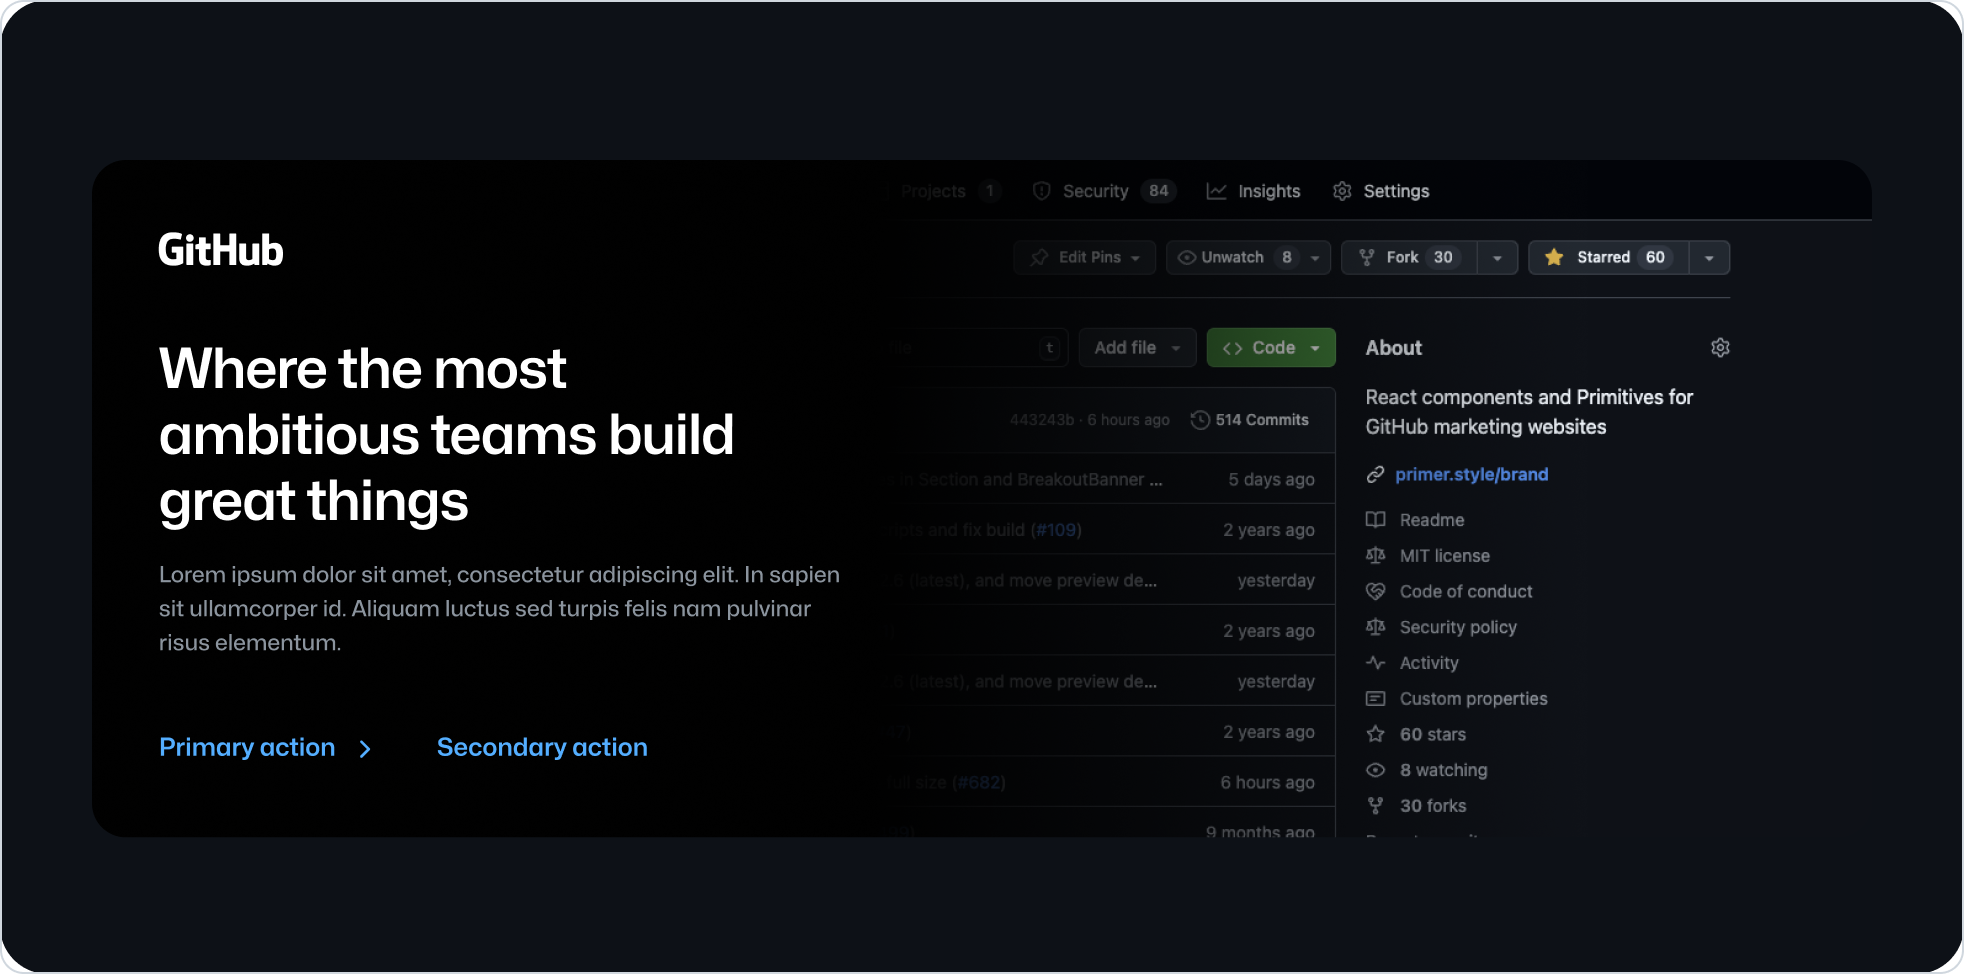 GitHub
Where the most
ambitious teams build
great things
Lorem ipsum dolor sit amet, consectetur adipiscing elit. In sapien
sit ullamcorper id. Aliquam luctus sed turpis felis nam pulvinar
risus elementum.
Primary action
Secondary action
Projects 1 Security 84 Insights Settings
Edit Pins Unwatch 8 Fork 30 Starred 60
t Add file Code
443243b · 6 hours ago 514 Commits
in Section and BreakoutBanner ... 5 days ago
and fix build (#109) 2 years ago
(latest), and move preview de... yesterday
2 years ago
(latest), and move preview de... yesterday
2 years ago
size (#682) 6 hours ago
9 months ago
About
React components and Primitives for
GitHub marketing websites
primer.style/brand
Readme
MIT license
Code of conduct
Security policy
Activity
Custom properties
60 stars
8 watching
30 forks